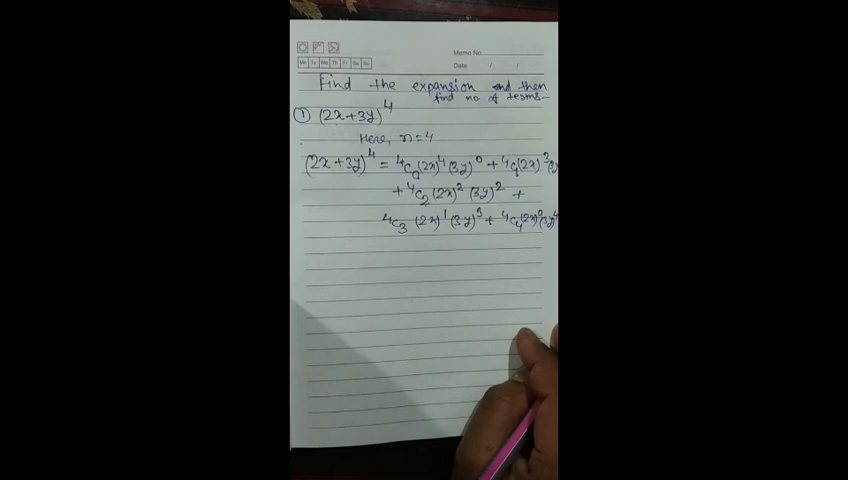 Memo No.
Mo Tu We Th Fr Sa Su
Date / /
Find the expansion and then
find no of terms-
① (2x+3y)^4
Here, n=4
(2x+3y)^4 = ⁴C₀(2x)^4 (3y)^0 + ⁴C₁(2x)^3 (3y
+ ⁴C₂ (2x)^2 (3y)^2 +
⁴C₃ (2x)^1 (3y)^3 + ⁴C₄(2x)^0 (3y)^4